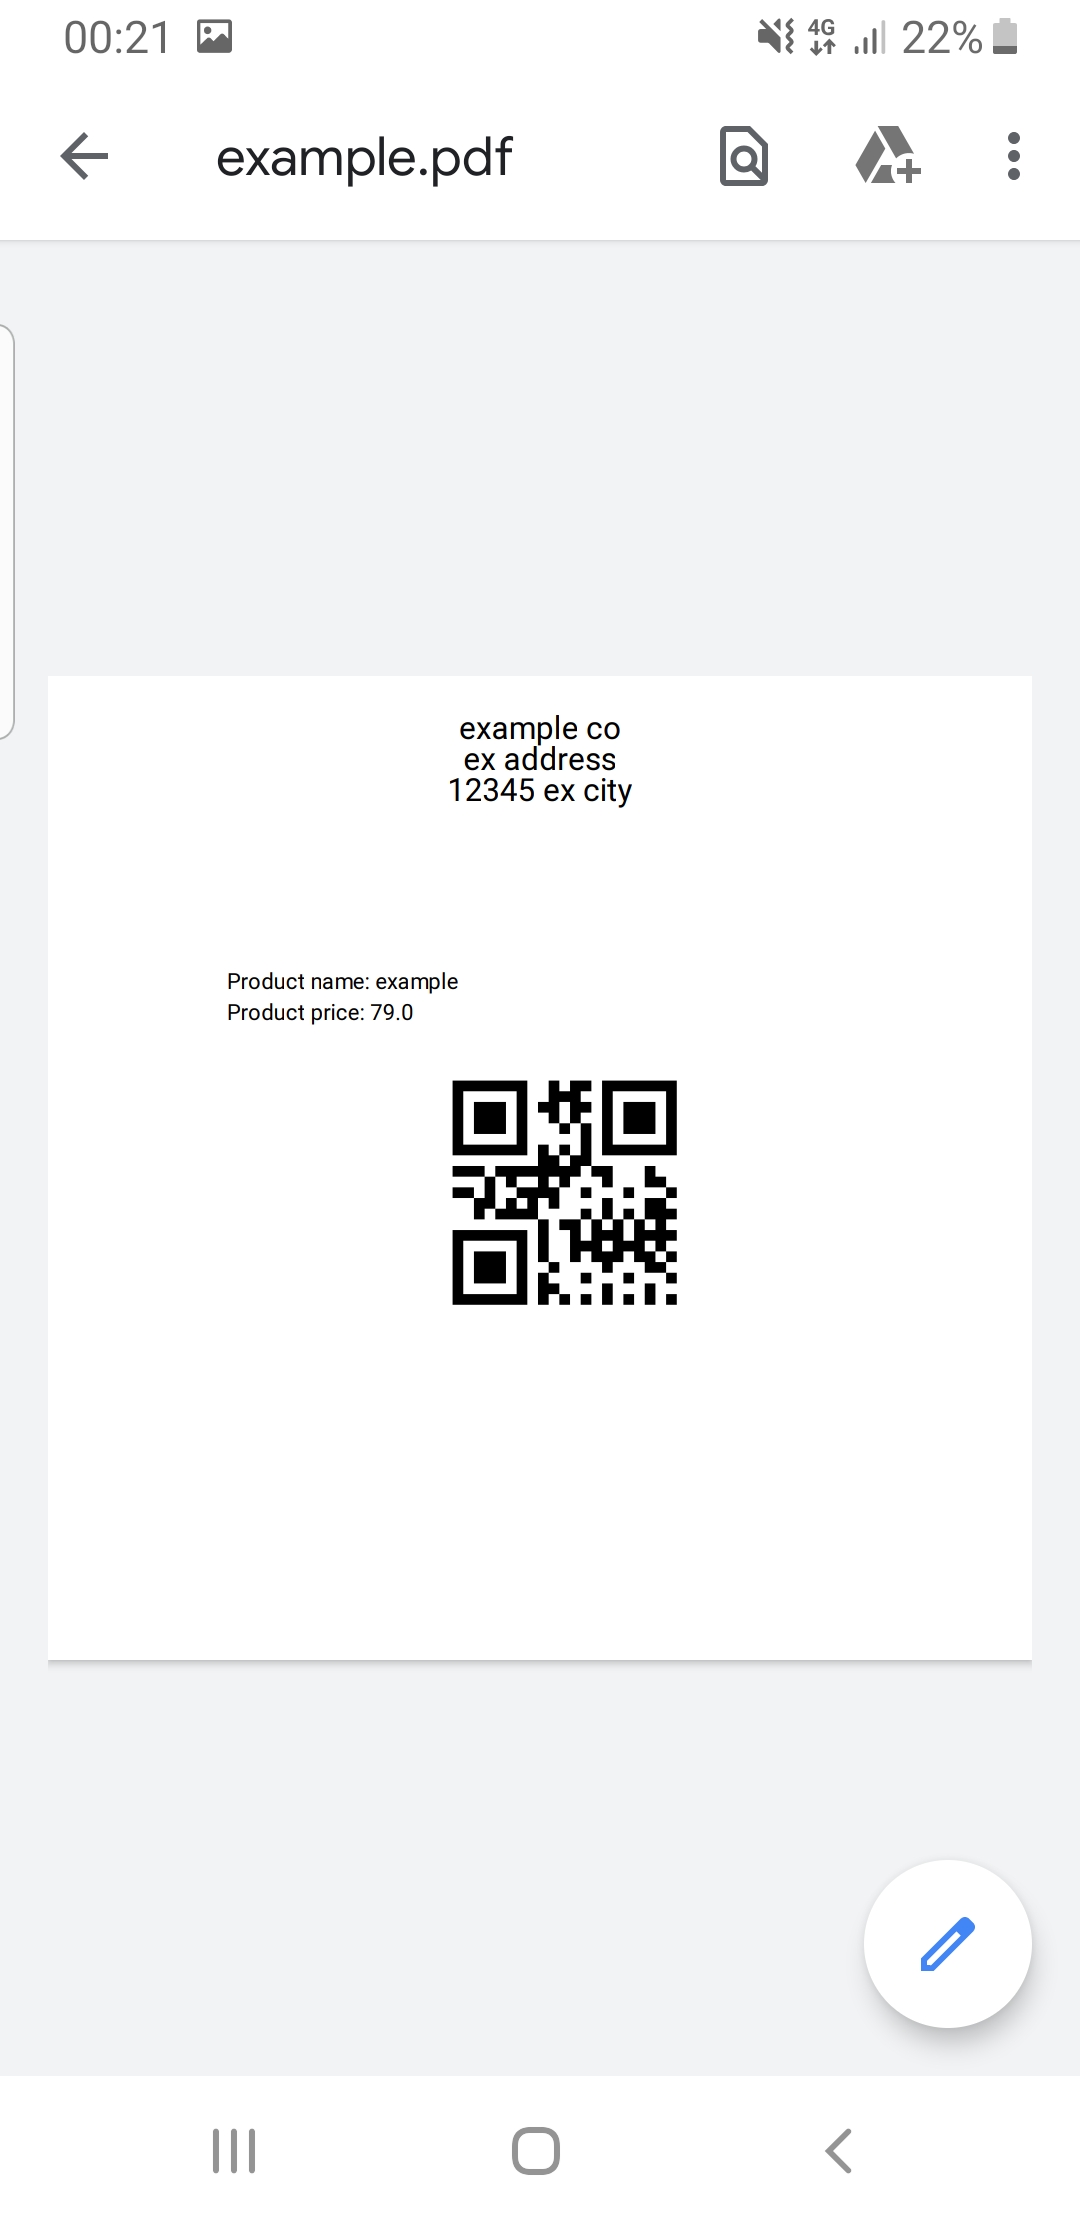 00:21
4G
22%
example.pdf
example co
ex address
12345 ex city
Product name: example
Product price: 79.0